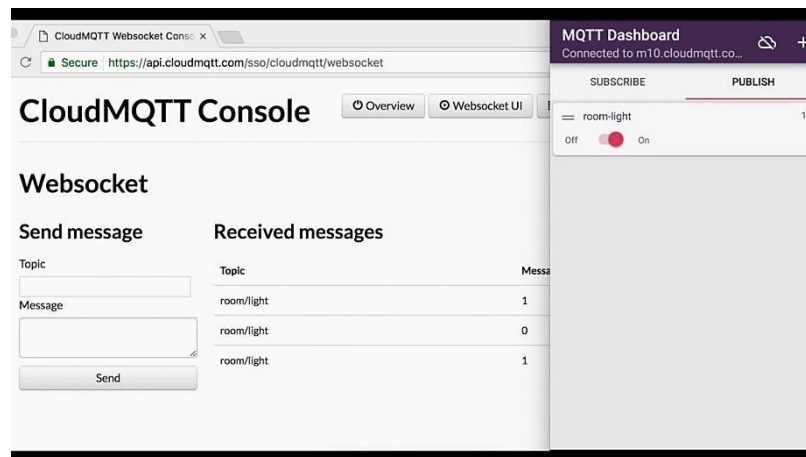 CloudMQTT Websocket Conso
Secure https://api.cloudmqtt.com/sso/cloudmqtt/websocket
CloudMQTT Console
Overview
Websocket UI
Websocket
Send message
Topic
Message
Send
Received messages
Topic Messa
room/light 1
room/light 0
room/light 1
MQTT Dashboard
Connected to m10.cloudmqtt.co...
SUBSCRIBE PUBLISH
room-light 1
Off On